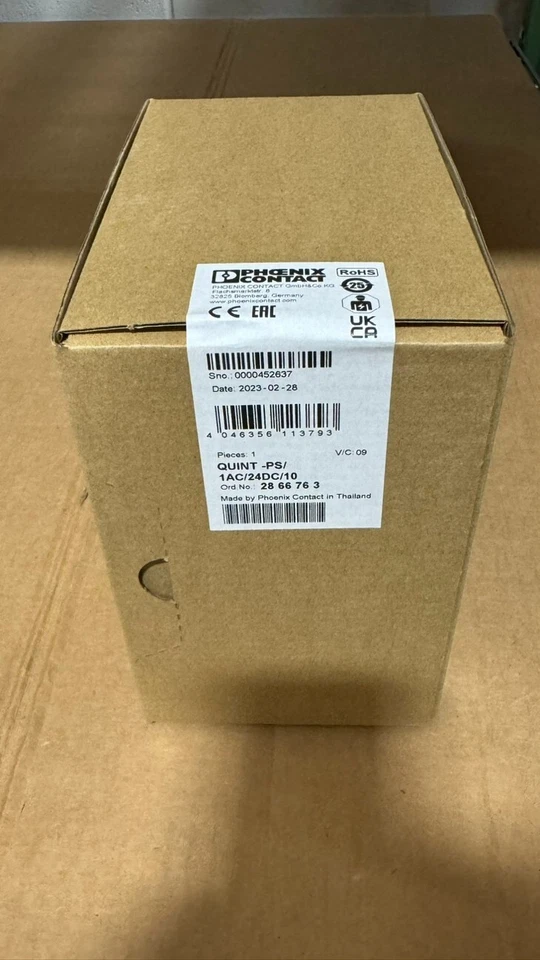 PHOENIX
CONTACT
RoHS
PHOENIX CONTACT GmbH&Co.KG
Flachsmarktstr. 8
32825 Blomberg, Germany
www.phoenixcontact.com
25
CE EAC
UK
CA
Sno.: 0000452637
Date: 2023-02-28
4 046356 113793
Pieces: 1 V/C: 09
QUINT -PS/
1AC/24DC/10
Ord.No.: 28 66 76 3
Made by Phoenix Contact in Thailand